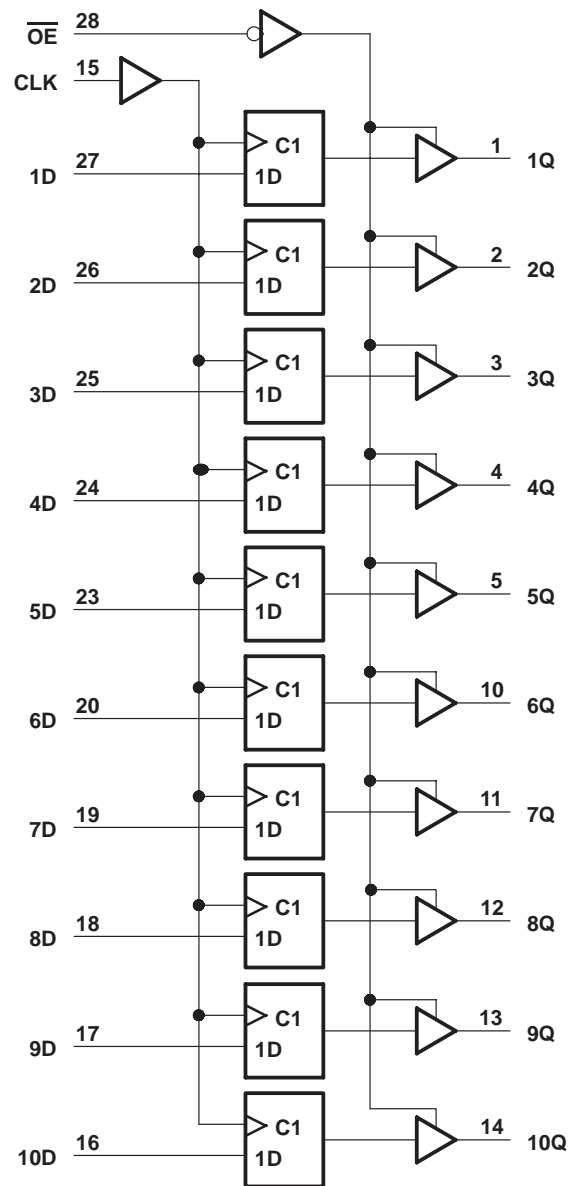 OE 28
CLK 15
C1
1D 27 1D 1 1Q
C1
2D 26 1D 2 2Q
C1
3D 25 1D 3 3Q
C1
4D 24 1D 4 4Q
C1
5D 23 1D 5 5Q
C1
6D 20 1D 10 6Q
C1
7D 19 1D 11 7Q
C1
8D 18 1D 12 8Q
C1
9D 17 1D 13 9Q
C1
10D 16 1D 14 10Q